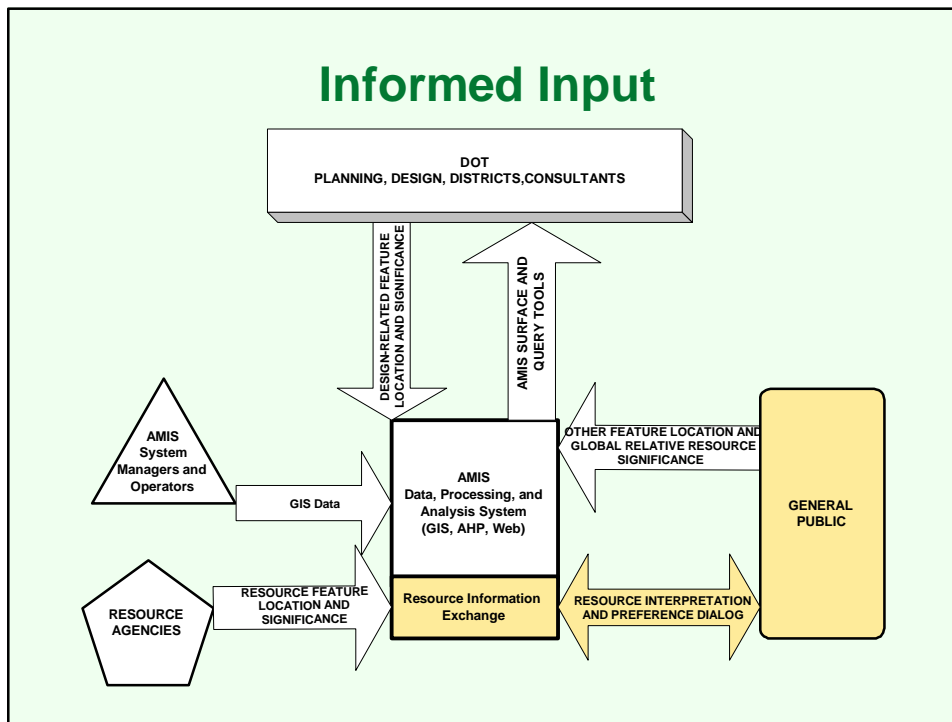 Informed Input
DOT
PLANNING, DESIGN, DISTRICTS,CONSULTANTS
DESIGN-RELATED FEATURE
LOCATION AND SIGNIFICANCE
AMIS SURFACE AND
QUERY TOOLS
AMIS
System
Managers and
Operators
GIS Data
AMIS
Data, Processing, and
Analysis System
(GIS, AHP, Web)
OTHER FEATURE LOCATION AND
GLOBAL RELATIVE RESOURCE
SIGNIFICANCE
GENERAL
PUBLIC
RESOURCE
AGENCIES
RESOURCE FEATURE
LOCATION AND
SIGNIFICANCE
Resource Information
Exchange
RESOURCE INTERPRETATION
AND PREFERENCE DIALOG